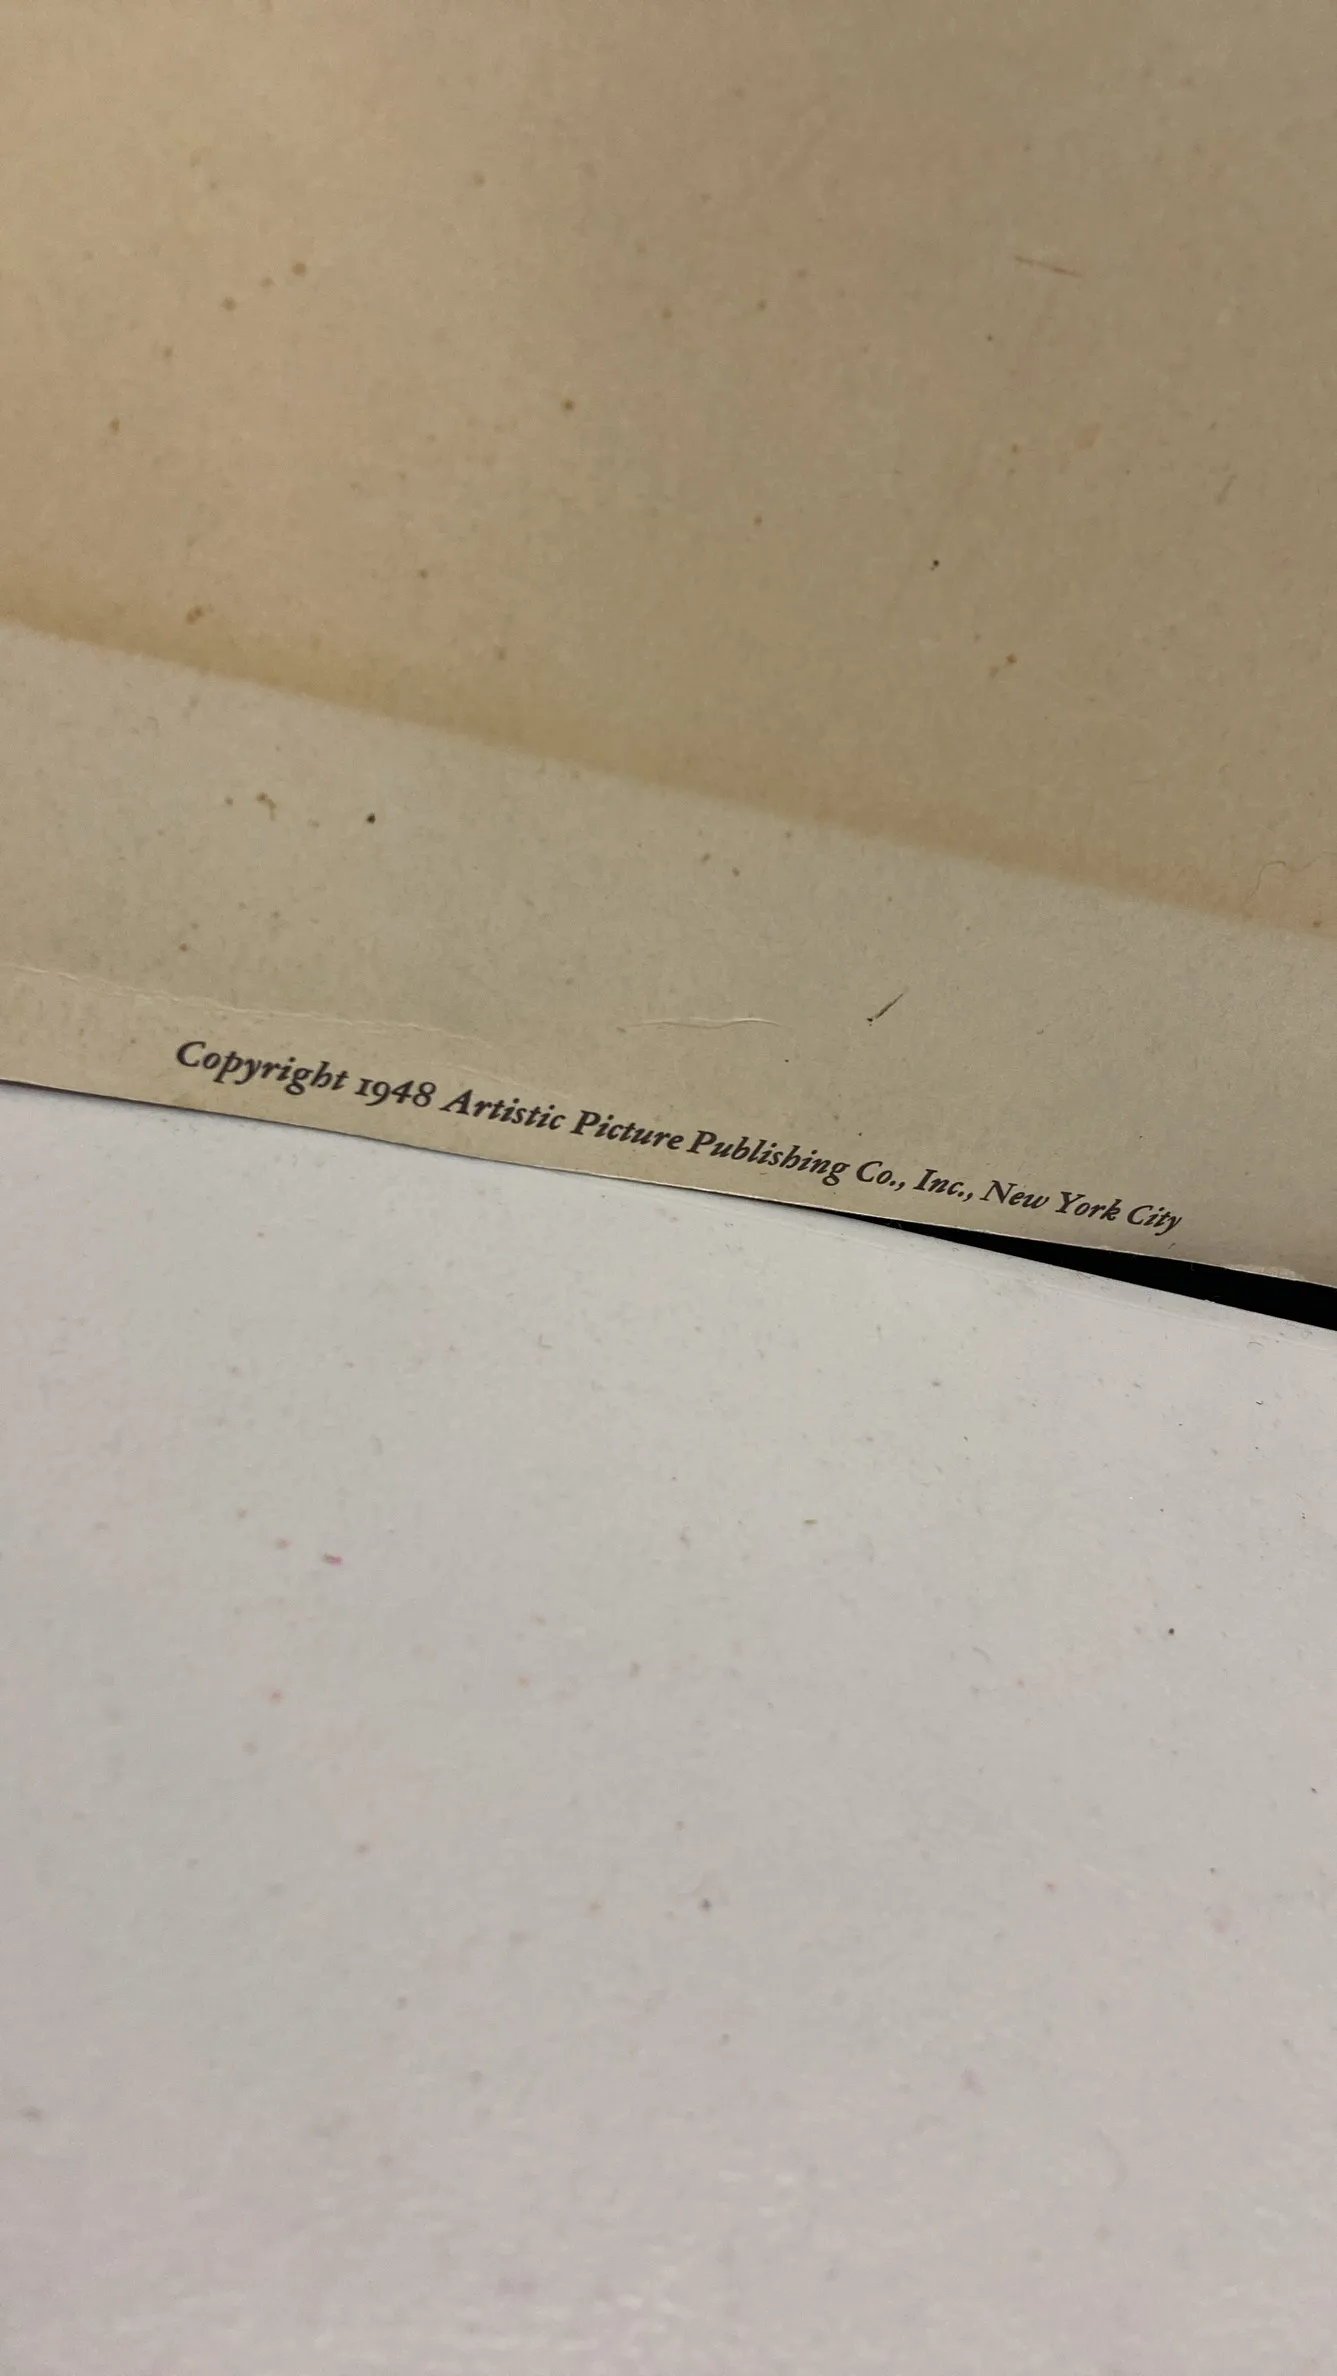 Copyright 1948 Artistic Picture Publishing Co., Inc., New York City